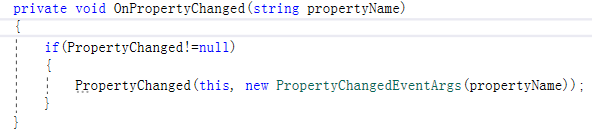 private void OnPropertyChanged(string propertyName)
{
if(PropertyChanged!=null)
{
PropertyChanged(this, new PropertyChangedEventArgs(propertyName));
}
}